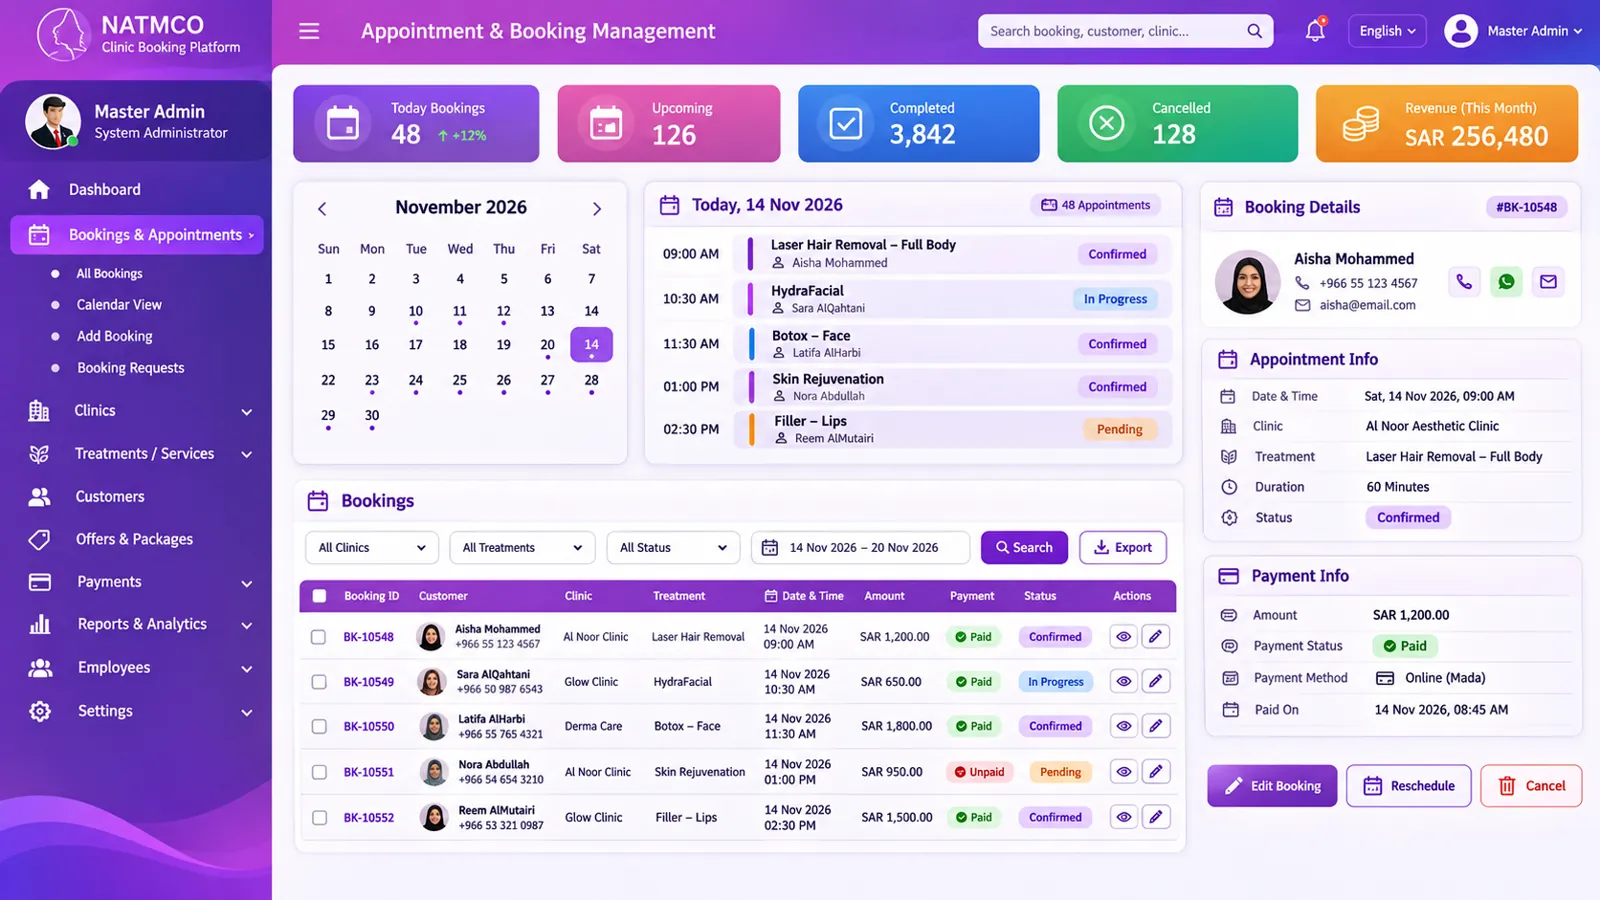 NATMCO
Clinic Booking Platform
Appointment & Booking Management
Search booking, customer, clinic...
English
Master Admin
Master Admin
System Administrator
Dashboard
Bookings & Appointments
All Bookings
Calendar View
Add Booking
Booking Requests
Clinics
Treatments / Services
Customers
Offers & Packages
Payments
Reports & Analytics
Employees
Settings
Today Bookings
48 +12%
Upcoming
126
Completed
3,842
Cancelled
128
Revenue (This Month)
SAR 256,480
November 2026
Sun Mon Tue Wed Thu Fri Sat
1 2 3 4 5 6 7
8 9 10 11 12 13 14
15 16 17 18 19 20 14
22 23 24 25 26 27 28
29 30
Today, 14 Nov 2026
48 Appointments
09:00 AM Laser Hair Removal – Full Body Confirmed
Aisha Mohammed
10:30 AM HydraFacial In Progress
Sara AlQahtani
11:30 AM Botox – Face Confirmed
Latifa AlHarbi
01:00 PM Skin Rejuvenation Confirmed
Nora Abdullah
02:30 PM Filler – Lips Pending
Reem AlMutairi
Bookings
All Clinics All Treatments All Status 14 Nov 2026 – 20 Nov 2026 Search Export
Booking ID Customer Clinic Treatment Date & Time Amount Payment Status Actions
BK-10548 Aisha Mohammed Al Noor Clinic Laser Hair Removal 14 Nov 2026 SAR 1,200.00 Paid Confirmed
+966 55 123 4567 09:00 AM
BK-10549 Sara AlQahtani Glow Clinic HydraFacial 14 Nov 2026 SAR 650.00 Paid In Progress
+966 50 987 6543 10:30 AM
BK-10550 Latifa AlHarbi Derma Care Botox – Face 14 Nov 2026 SAR 1,800.00 Paid Confirmed
+966 55 765 4321 11:30 AM
BK-10551 Nora Abdullah Al Noor Clinic Skin Rejuvenation 14 Nov 2026 SAR 950.00 Unpaid Pending
+966 54 654 3210 01:00 PM
BK-10552 Reem AlMutairi Glow Clinic Filler – Lips 14 Nov 2026 SAR 1,500.00 Paid Confirmed
+966 53 321 0987 02:30 PM
Booking Details
#BK-10548
Aisha Mohammed
+966 55 123 4567
aisha@email.com
Appointment Info
Date & Time Sat, 14 Nov 2026, 09:00 AM
Clinic Al Noor Aesthetic Clinic
Treatment Laser Hair Removal – Full Body
Duration 60 Minutes
Status Confirmed
Payment Info
Amount SAR 1,200.00
Payment Status Paid
Payment Method Online (Mada)
Paid On 14 Nov 2026, 08:45 AM
Edit Booking Reschedule Cancel